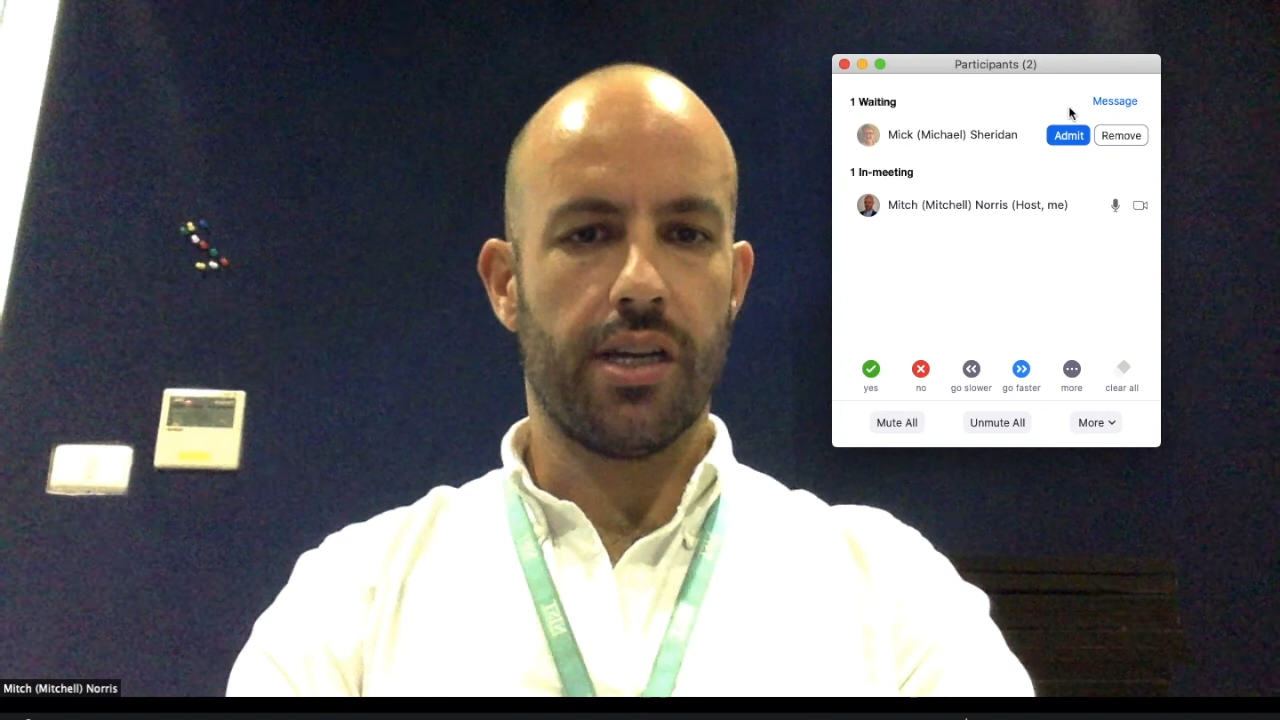 Participants (2)
1 Waiting
Message
Mick (Michael) Sheridan
Admit
Remove
1 In-meeting
Mitch (Mitchell) Norris (Host, me)
yes
no
go slower
go faster
more
clear all
Mute All
Unmute All
More
Mitch (Mitchell) Norris